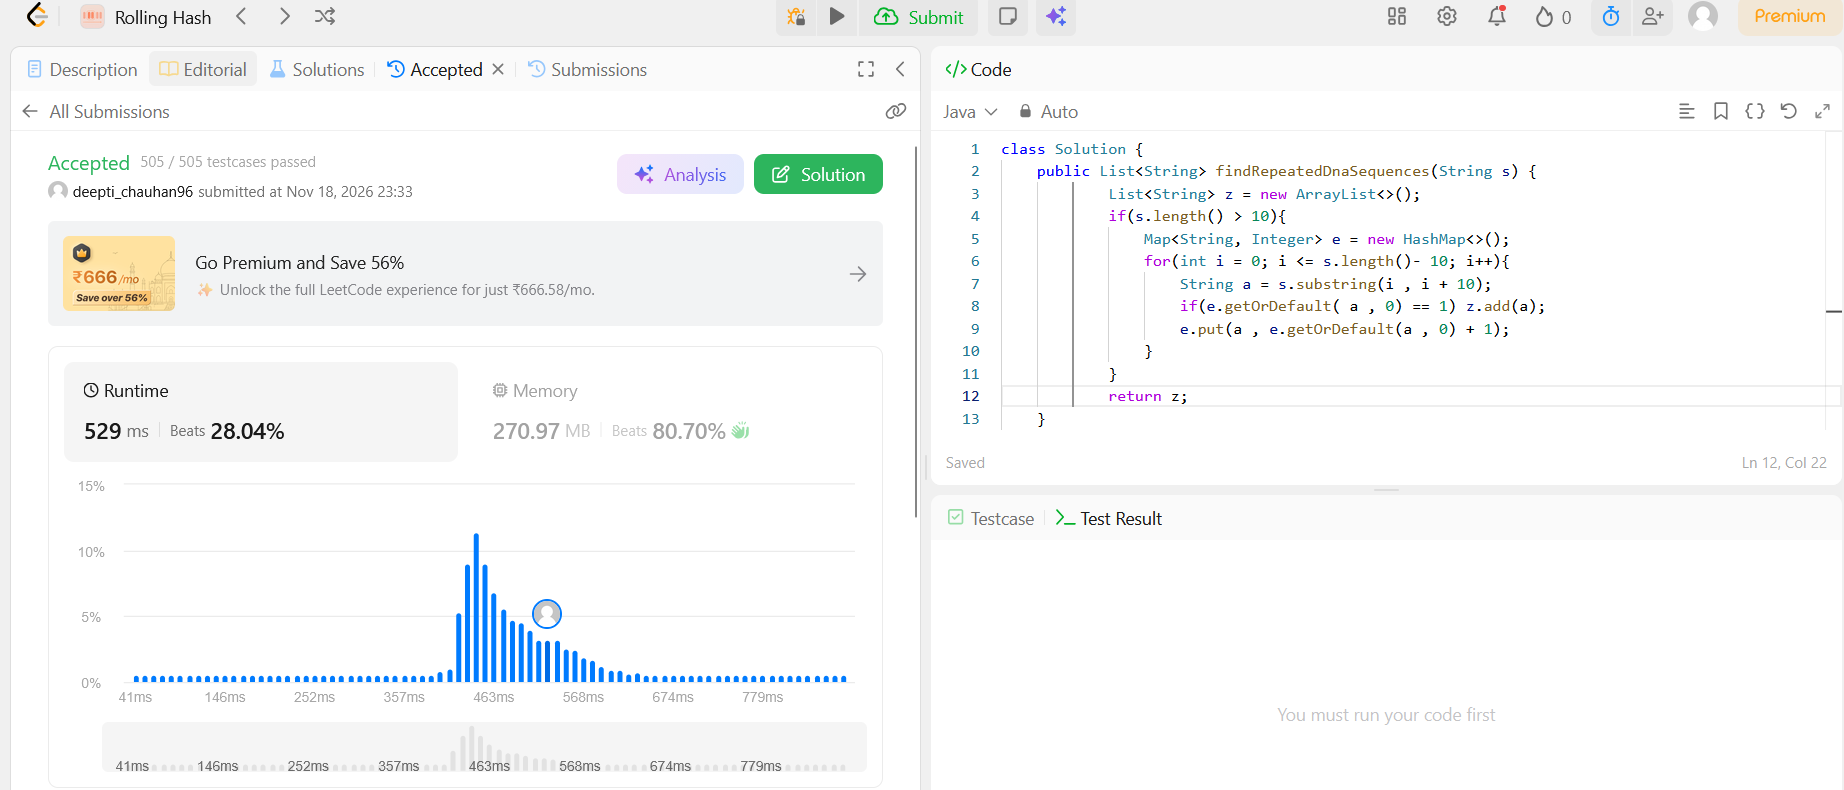 Rolling Hash
Submit
0
Premium
Description
Editorial
Solutions
Accepted
Submissions
All Submissions
Accepted 505 / 505 testcases passed
deepti_chauhan96 submitted at Nov 18, 2026 23:33
Analysis
Solution
₹666 /mo
Save over 56%
Go Premium and Save 56%
✨ Unlock the full LeetCode experience for just ₹666.58/mo.
Runtime
529 ms Beats 28.04%
Memory
270.97 MB Beats 80.70%
15%
10%
5%
0%
41ms 146ms 252ms 357ms 463ms 568ms 674ms 779ms
41ms 146ms 252ms 357ms 463ms 568ms 674ms 779ms
</> Code
Java Auto
1 class Solution {
2 public List<String> findRepeatedDnaSequences(String s) {
3 List<String> z = new ArrayList<>();
4 if(s.length() > 10){
5 Map<String, Integer> e = new HashMap<>();
6 for(int i = 0; i <= s.length()- 10; i++){
7 String a = s.substring(i , i + 10);
8 if(e.getOrDefault( a , 0) == 1) z.add(a);
9 e.put(a , e.getOrDefault(a , 0) + 1);
10 }
11 }
12 return z;
13 }
Saved
Ln 12, Col 22
Testcase
Test Result
You must run your code first